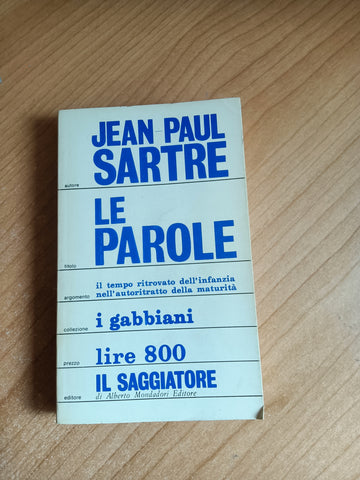 JEAN-PAUL
autore SARTRE
LE
titolo PAROLE
il tempo ritrovato dell'infanzia
argomento nell'autoritratto della maturità
collezione i gabbiani
prezzo lire 800
IL SAGGIATORE
editore di Alberto Mondadori Editore